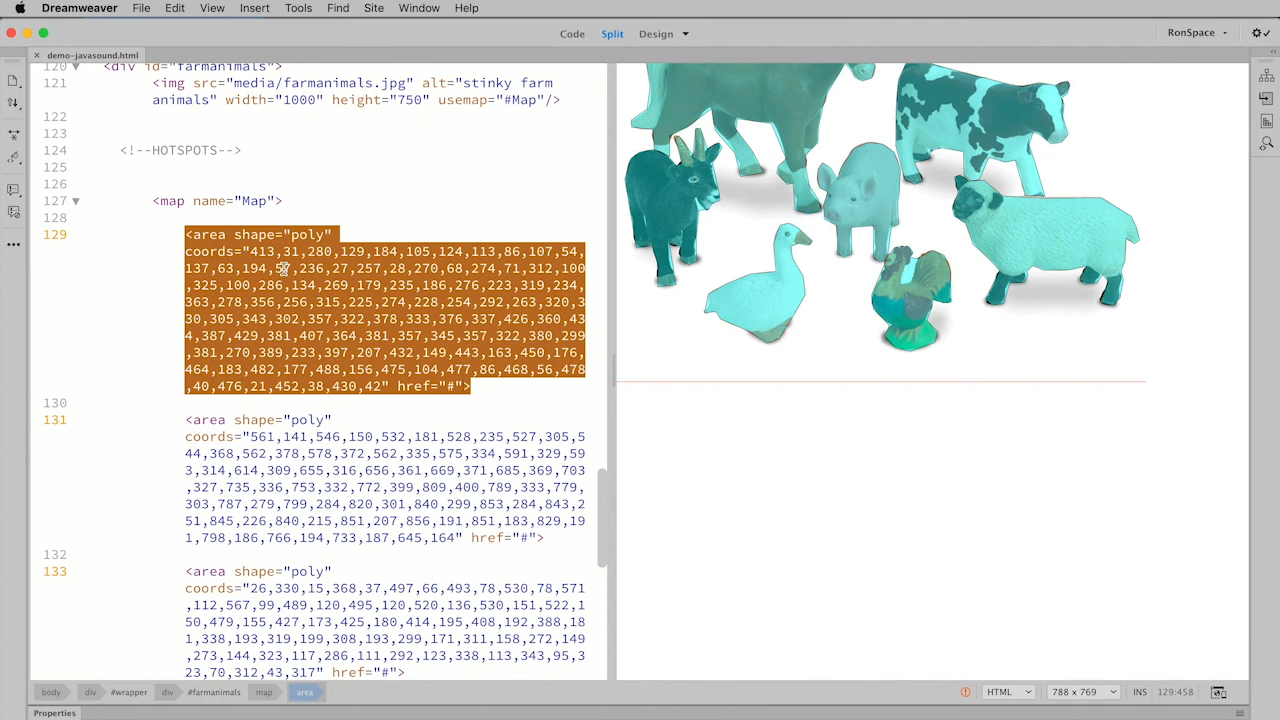 Dreamweaver File Edit View Insert Tools Find Site Window Help
Code Split Design RonSpace
demo-javasound.html
120 <div id="farmanimals">
121 <img src="media/farmanimals.jpg" alt="stinky farm
animals" width="1000" height="750" usemap="#Map"/>
122
123
124 <!--HOTSPOTS-->
125
126
127 <map name="Map">
128
129 <area shape="poly"
coords="413,31,280,129,184,105,124,113,86,107,54,
137,63,194,57,236,27,257,28,270,68,274,71,312,100
,325,100,286,134,269,179,235,186,276,223,319,234,
363,278,356,256,315,225,274,228,254,292,263,320,3
30,305,343,302,357,322,378,333,376,337,426,360,43
4,387,429,381,407,364,381,357,345,357,322,380,299
,381,270,389,233,397,207,432,149,443,163,450,176,
464,183,482,177,488,156,475,104,477,86,468,56,478
,40,476,21,452,38,430,42" href="#">
130
131 <area shape="poly"
coords="561,141,546,150,532,181,528,235,527,305,5
44,368,562,378,578,372,562,335,575,334,591,329,59
3,314,614,309,655,316,656,361,669,371,685,369,703
,327,735,336,753,332,772,399,809,400,789,333,779,
303,787,279,799,284,820,301,840,299,853,284,843,2
51,845,226,840,215,851,207,856,191,851,183,829,19
1,798,186,766,194,733,187,645,164" href="#">
132
133 <area shape="poly"
coords="26,330,15,368,37,497,66,493,78,530,78,571
,112,567,99,489,120,495,120,520,136,530,151,522,1
50,479,155,427,173,425,180,414,195,408,192,388,18
1,338,193,319,199,308,193,299,171,311,158,272,149
,273,144,323,117,286,111,292,123,338,113,343,95,3
23,70,312,43,317" href="#">
body div #wrapper div #farmanimals map area HTML 788 x 769 INS 129:458
Properties